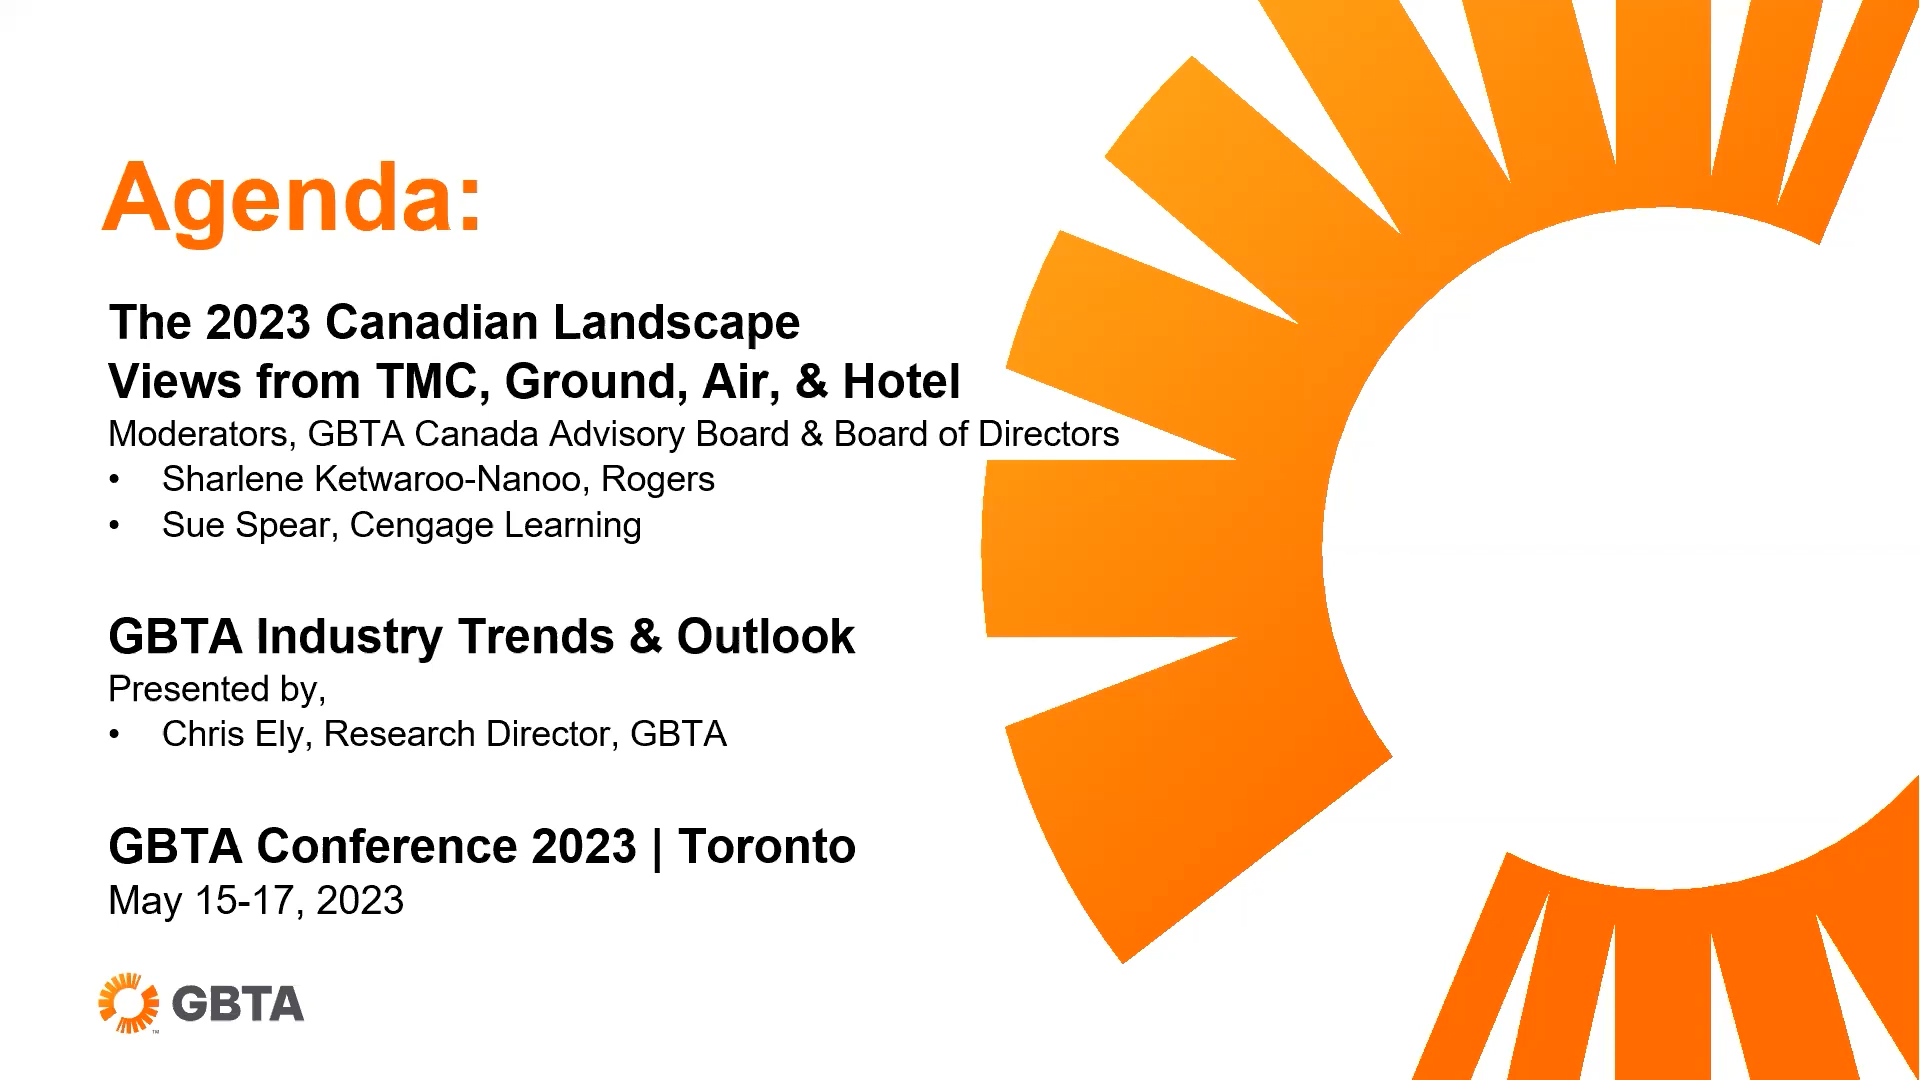 Agenda:
The 2023 Canadian Landscape
Views from TMC, Ground, Air, & Hotel
Moderators, GBTA Canada Advisory Board & Board of Directors
• Sharlene Ketwaroo-Nanoo, Rogers
• Sue Spear, Cengage Learning
GBTA Industry Trends & Outlook
Presented by,
• Chris Ely, Research Director, GBTA
GBTA Conference 2023 | Toronto
May 15-17, 2023
GBTA
TM